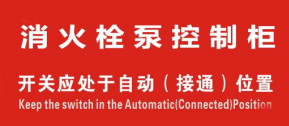 消火栓泵控制柜
开关应处于自动（接通）位置
Keep the switch in the Automatic(Connected)Position